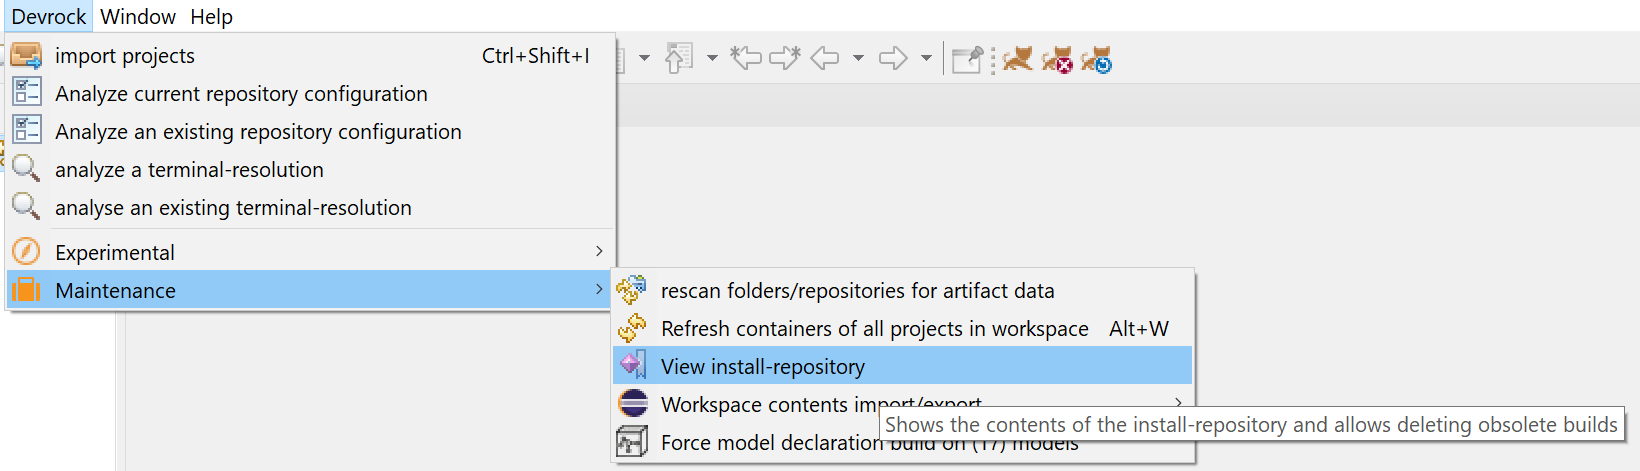 Devrock Window Help
import projects Ctrl+Shift+I
Analyze current repository configuration
Analyze an existing repository configuration
analyze a terminal-resolution
analyse an existing terminal-resolution
Experimental
Maintenance
rescan folders/repositories for artifact data
Refresh containers of all projects in workspace Alt+W
View install-repository
Workspace contents import/export
Shows the contents of the install-repository and allows deleting obsolete builds
Force model declaration build on (17) models